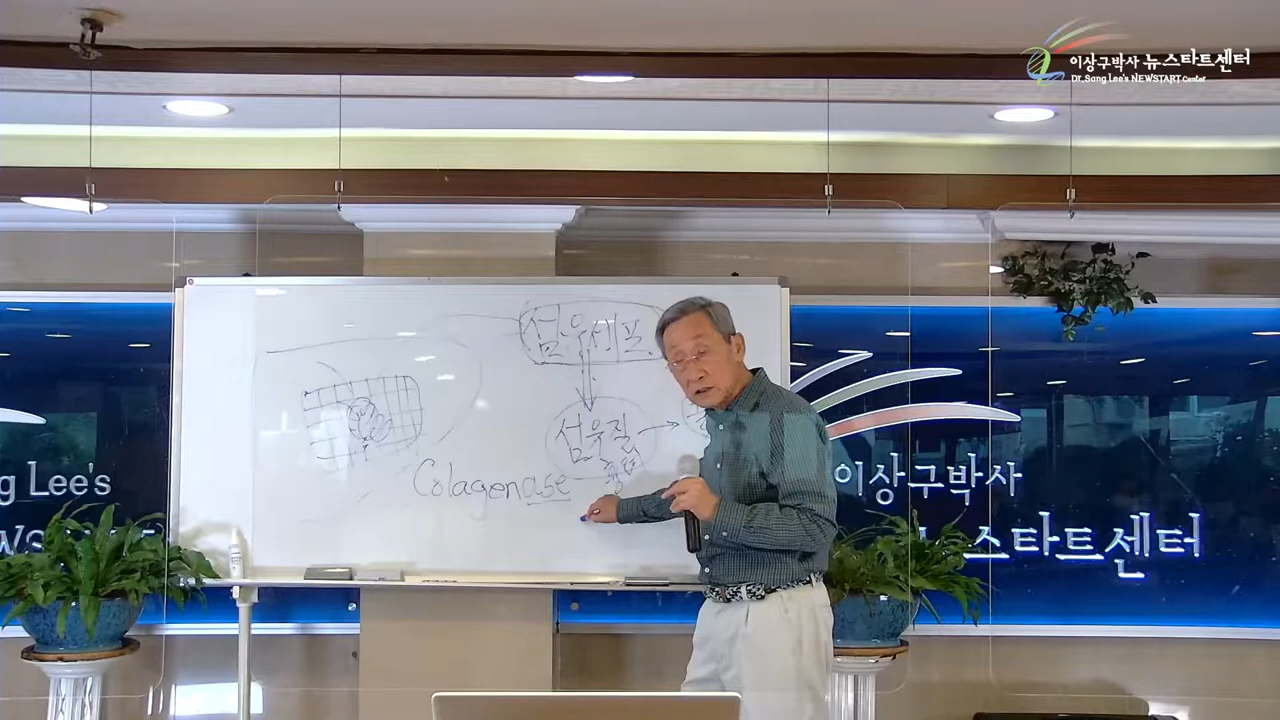 이상구박사 뉴스타트센터
Dr. Sang Lee's NEWSTART Center
섬유세포
섬유질
Colagenase
g Lee's
이상구박사
스타트센터